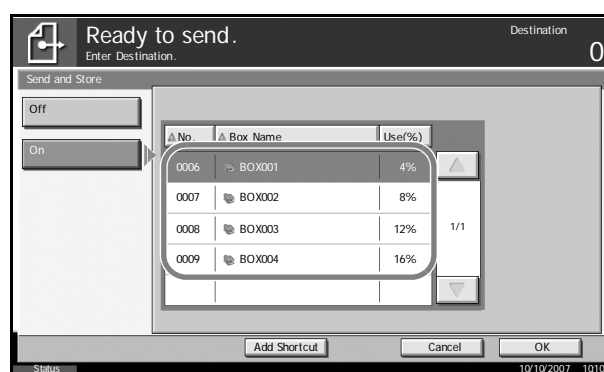 Ready to send.
Destination
Enter Destination.
0
Send and Store
Off
On
No. Box Name Use(%)
0006 BOX001 4%
0007 BOX002 8%
0008 BOX003 12%
0009 BOX004 16%
1/1
Add Shortcut Cancel OK
Status 10/10/2007 1010